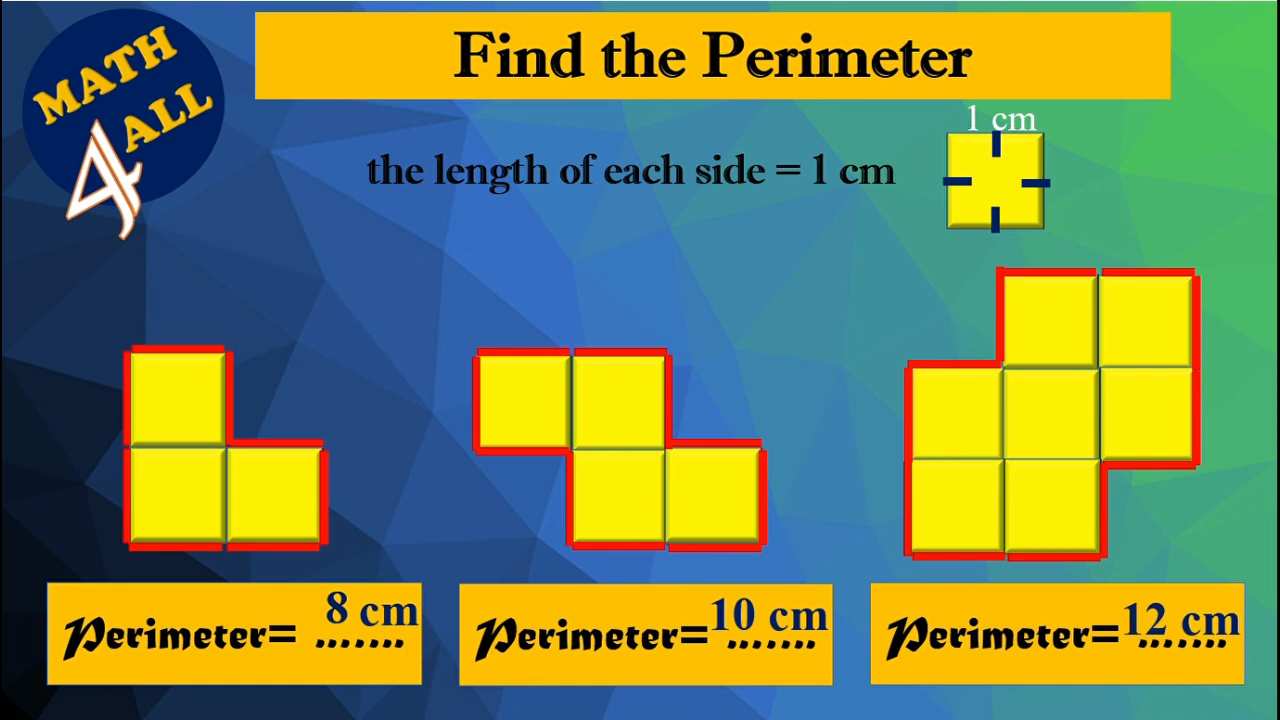 MATH
4 ALL
Find the Perimeter
1 cm
the length of each side = 1 cm
Perimeter= 8 cm
.......
Perimeter= 10 cm
.......
Perimeter= 12 cm
.......